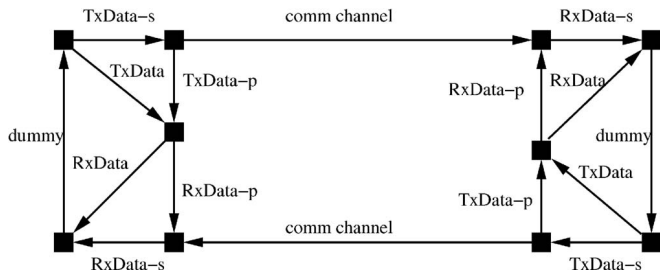 TxData−s
comm channel
RxData−s
TxData
TxData−p
RxData−p
RxData
dummy
RxData
RxData−p
TxData−p
TxData
dummy
RxData−s
comm channel
TxData−s